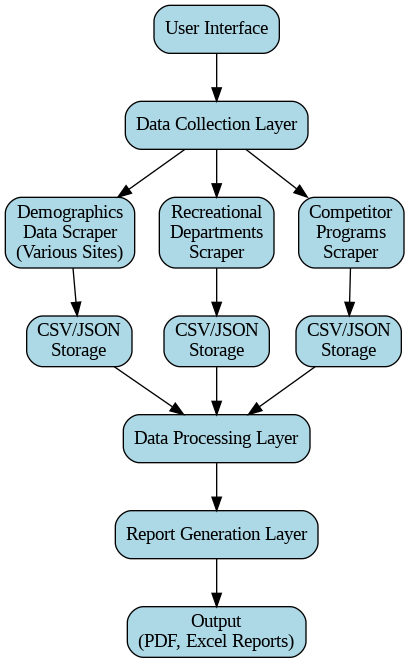 User Interface
Data Collection Layer
Demographics
Data Scraper
(Various Sites)
Recreational
Departments
Scraper
Competitor
Programs
Scraper
CSV/JSON
Storage
CSV/JSON
Storage
CSV/JSON
Storage
Data Processing Layer
Report Generation Layer
Output
(PDF, Excel Reports)